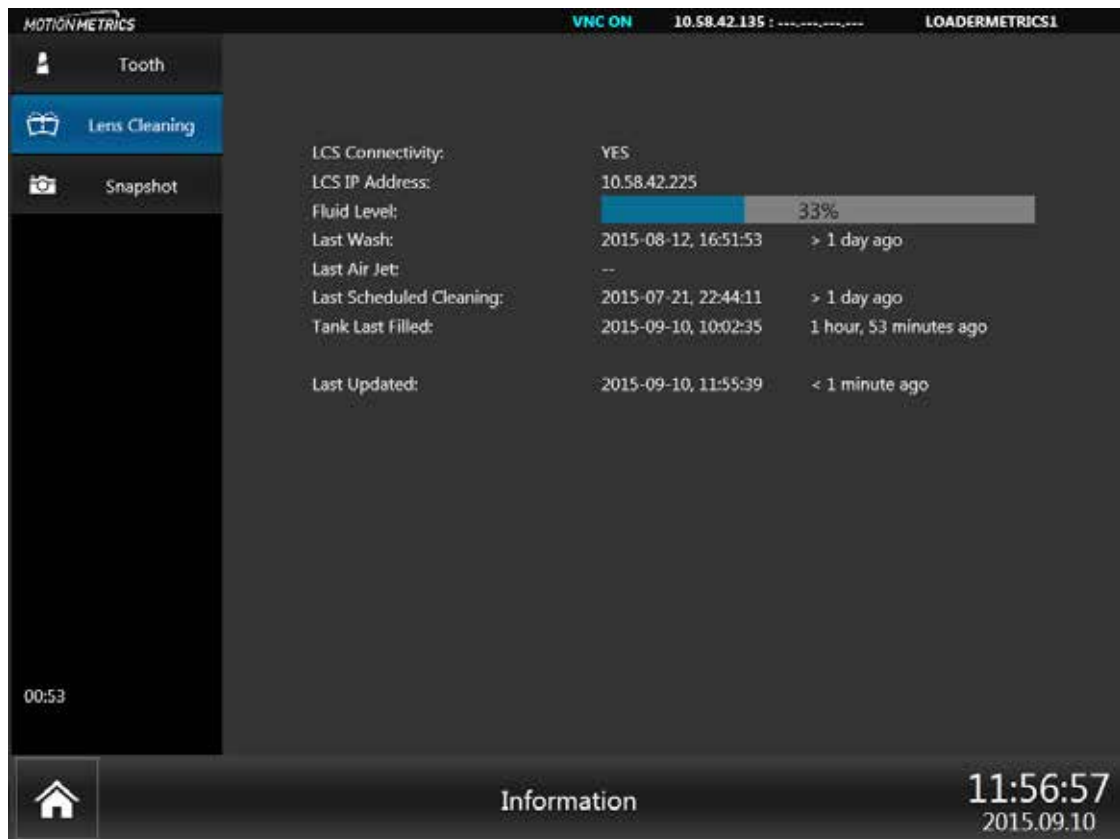 MOTIONMETRICS VNC ON 10.58.42.135 : ---.---.---.--- LOADERMETRICS1
Tooth
Lens Cleaning
Snapshot
LCS Connectivity: YES
LCS IP Address: 10.58.42.225
Fluid Level: 33%
Last Wash: 2015-08-12, 16:51:53 > 1 day ago
Last Air Jet: --
Last Scheduled Cleaning: 2015-07-21, 22:44:11 > 1 day ago
Tank Last Filled: 2015-09-10, 10:02:35 1 hour, 53 minutes ago
Last Updated: 2015-09-10, 11:55:39 < 1 minute ago
00:53
Information
11:56:57
2015.09.10